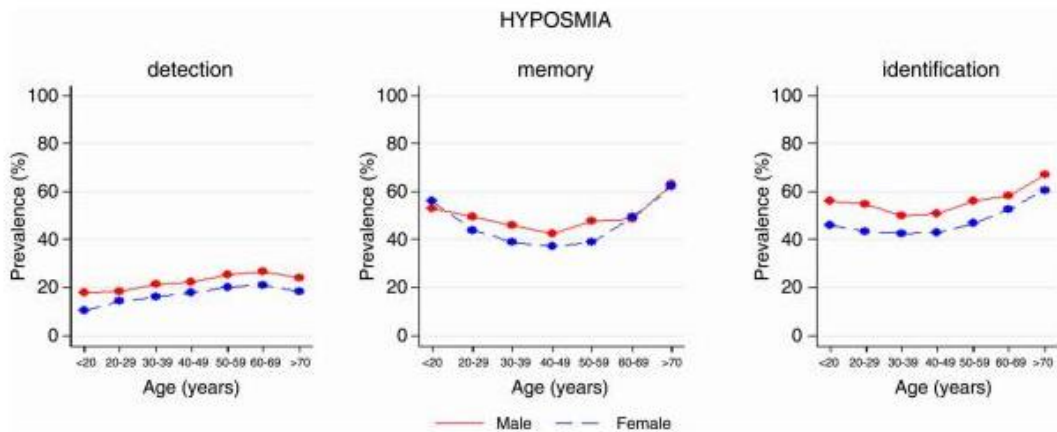 HYPOSMIA
detection
memory
identification
Prevalence (%)
100
80
60
40
20
0
<20 20-29 30-39 40-49 50-59 60-69 >70
Age (years)
Prevalence (%)
100
80
60
40
20
0
<20 20-29 30-39 40-49 50-59 60-69 >70
Age (years)
Prevalence (%)
100
80
60
40
20
0
<20 20-29 30-39 40-49 50-59 60-69 >70
Age (years)
Male Female